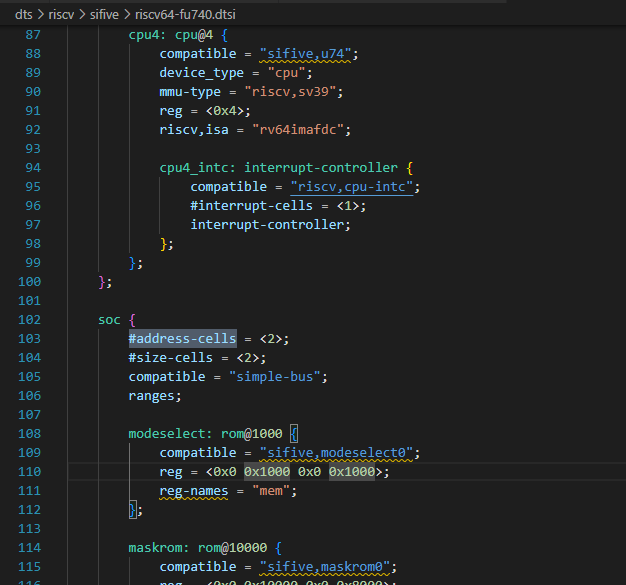 dts > riscv > sifive > riscv64-fu740.dtsi
87 cpu4: cpu@4 {
88 compatible = "sifive,u74";
89 device_type = "cpu";
90 mmu-type = "riscv,sv39";
91 reg = <0x4>;
92 riscv,isa = "rv64imafdc";
93
94 cpu4_intc: interrupt-controller {
95 compatible = "riscv,cpu-intc";
96 #interrupt-cells = <1>;
97 interrupt-controller;
98 };
99 };
100 };
101
102 soc {
103 #address-cells = <2>;
104 #size-cells = <2>;
105 compatible = "simple-bus";
106 ranges;
107
108 modeselect: rom@1000 {
109 compatible = "sifive,modeselect0";
110 reg = <0x0 0x1000 0x0 0x1000>;
111 reg-names = "mem";
112 };
113
114 maskrom: rom@10000 {
115 compatible = "sifive,maskrom0";
reg = <0x0 0x10000 0x0 0x8000>;